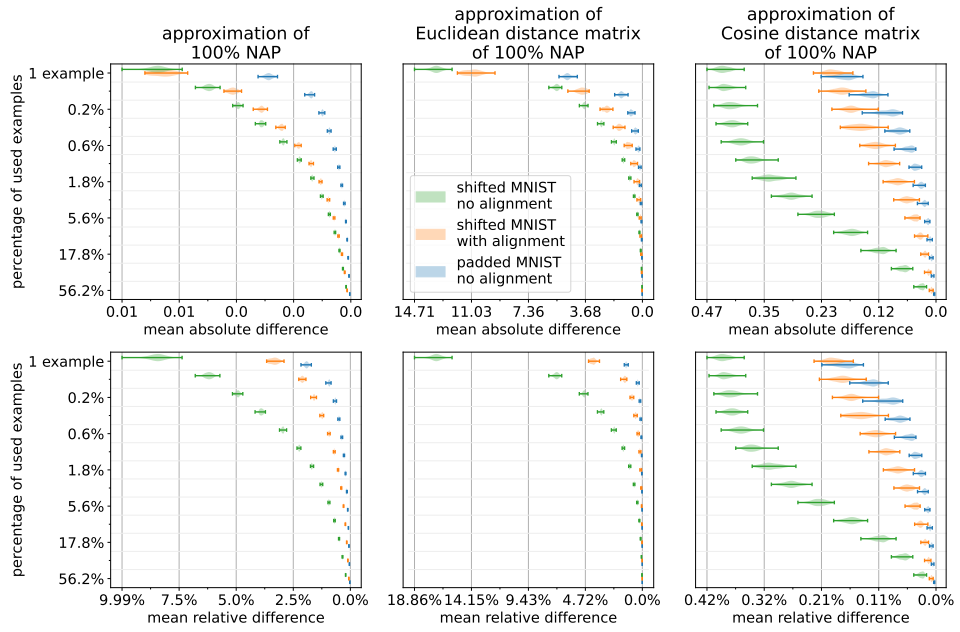 approximation of
100% NAP
approximation of
Euclidean distance matrix
of 100% NAP
approximation of
Cosine distance matrix
of 100% NAP
percentage of used examples
1 example
0.2%
0.6%
1.8%
5.6%
17.8%
56.2%
0.01 0.01 0.0 0.0 0.0
mean absolute difference
shifted MNIST
no alignment
shifted MNIST
with alignment
padded MNIST
no alignment
14.71 11.03 7.36 3.68 0.0
mean absolute difference
0.47 0.35 0.23 0.12 0.0
mean absolute difference
percentage of used examples
1 example
0.2%
0.6%
1.8%
5.6%
17.8%
56.2%
9.99% 7.5% 5.0% 2.5% 0.0%
mean relative difference
18.86% 14.15% 9.43% 4.72% 0.0%
mean relative difference
0.42% 0.32% 0.21% 0.11% 0.0%
mean relative difference